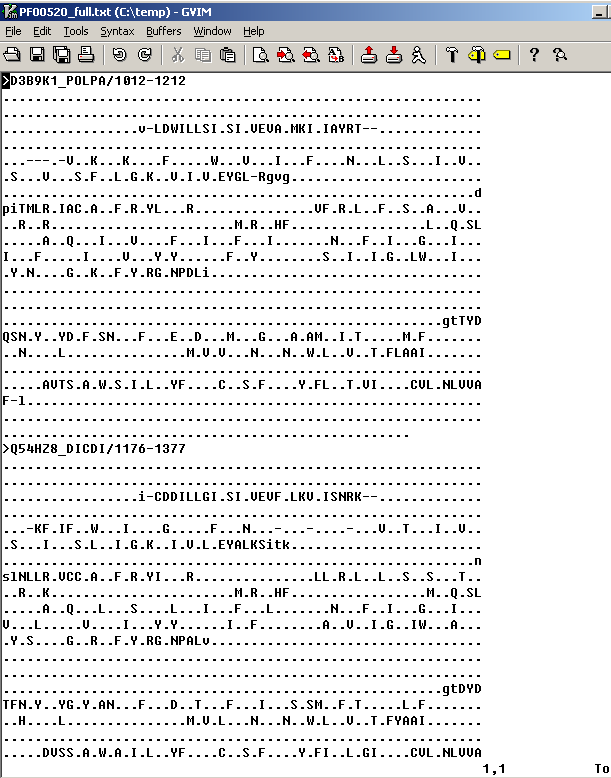 PF00520_full.txt (C:\temp) - GVIM
File Edit Tools Syntax Buffers Window Help
>D3B9K1_POLPA/1012-1212
............................................................
............................................................
.................v-LDWILLSI.SI.VEVA.MKI.IAYRT--.............
............................................................
...---.-V..K...K....F.....W...V....I...F....N...L..S...I..V.
.S...V...S.F..L.G.K..V.I.V.EYGL-Rgvg........................
...........................................................d
piTMLR.IAC.A..F.R.YL...R...............VF.R.L..F..S..A...V..
..R..R.......................M.R..HF.................L..Q.SL
.....A..Q...I...V....F...I...F...I.......N...F..I...G...I...
I...F.....I....V...Y.Y......F..Y........S...I.I.G..LW...I...
.Y.N....G..K..F.Y.RG.NPDLi..................................
............................................................
............................................................
.......................................................gtTYD
QSN.Y..YD.F.SN...F...E..D...M...G...A.AM..I.T.....M.F.......
..N....L...............M.V.V...N...N..W.L..V..T.FLAAI.......
............................................................
.....AVTS.A.W.S.I.L..YF....C..S.F....Y.FL..T.VI....CVL.NLVVA
F-l.........................................................
............................................................
...................................................
>Q54HZ8_DICDI/1176-1377
............................................................
............................................................
.................i-CDDILLGI.SI.VEVF.LKV.ISNRK--.............
............................................................
...-KF.IF..W...I....G.....F...N...-...-....-...-..V..T...I..V.
.S...I...S.L..I.G.K..I.V.L.EYALKSitk........................
...........................................................n
slNLLR.VCC.A..F.R.YI...R...............LL.R.L..L..S..S...T..
..R..K.......................M.R..HF.................M..Q.SL
.....A..Q...L...S....L...I...F...L.......N...F..I...G...I...
V...L.....V....I...Y.Y......I..F........A...V.I.G..IW...A...
.Y.S....G..R..F.Y.RG.NPALv..................................
............................................................
............................................................
.......................................................gtDYD
TFN.Y..YG.Y.AN...F...D..T...F...I...S.SM..F.T.....L.F.......
..H....L...............M.V.L...N...N..W.L..V..T.FYAAI.......
............................................................
.....DVSS.A.W.A.I.L..YF....C..S.F....Y.FI..L.GI....CVL.NLVVA
1,1 To